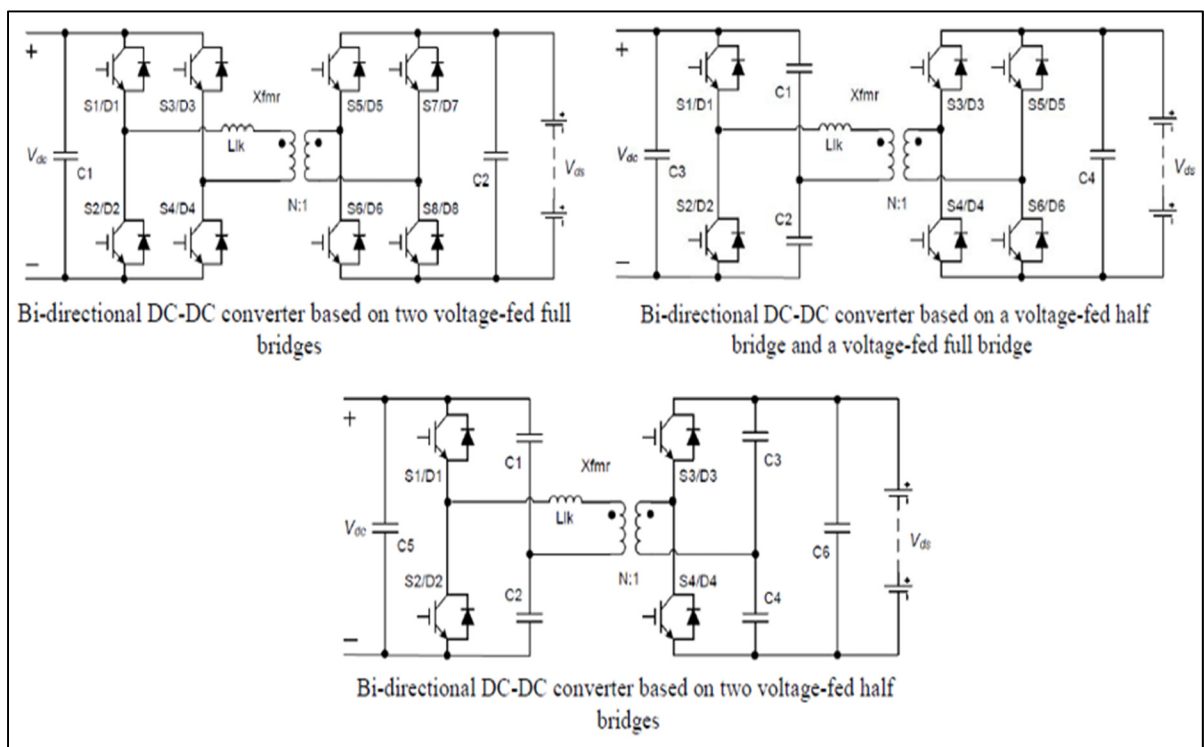 +
S1/D1
S3/D3
Xfmr
S5/D5
S7/D7
Llk
Vdc
C1
C2
Vds
S2/D2
S4/D4
N:1
S6/D6
S8/D8
−
Bi-directional DC-DC converter based on two voltage-fed full
bridges
+
S1/D1
C1
Xfmr
S3/D3
S5/D5
Llk
Vdc
C3
C4
Vds
S2/D2
C2
N:1
S4/D4
S6/D6
−
Bi-directional DC-DC converter based on a voltage-fed half
bridge and a voltage-fed full bridge
+
S1/D1
C1
Xfmr
S3/D3
C3
Llk
Vdc
C5
C6
Vds
S2/D2
C2
N:1
S4/D4
C4
−
Bi-directional DC-DC converter based on two voltage-fed half
bridges